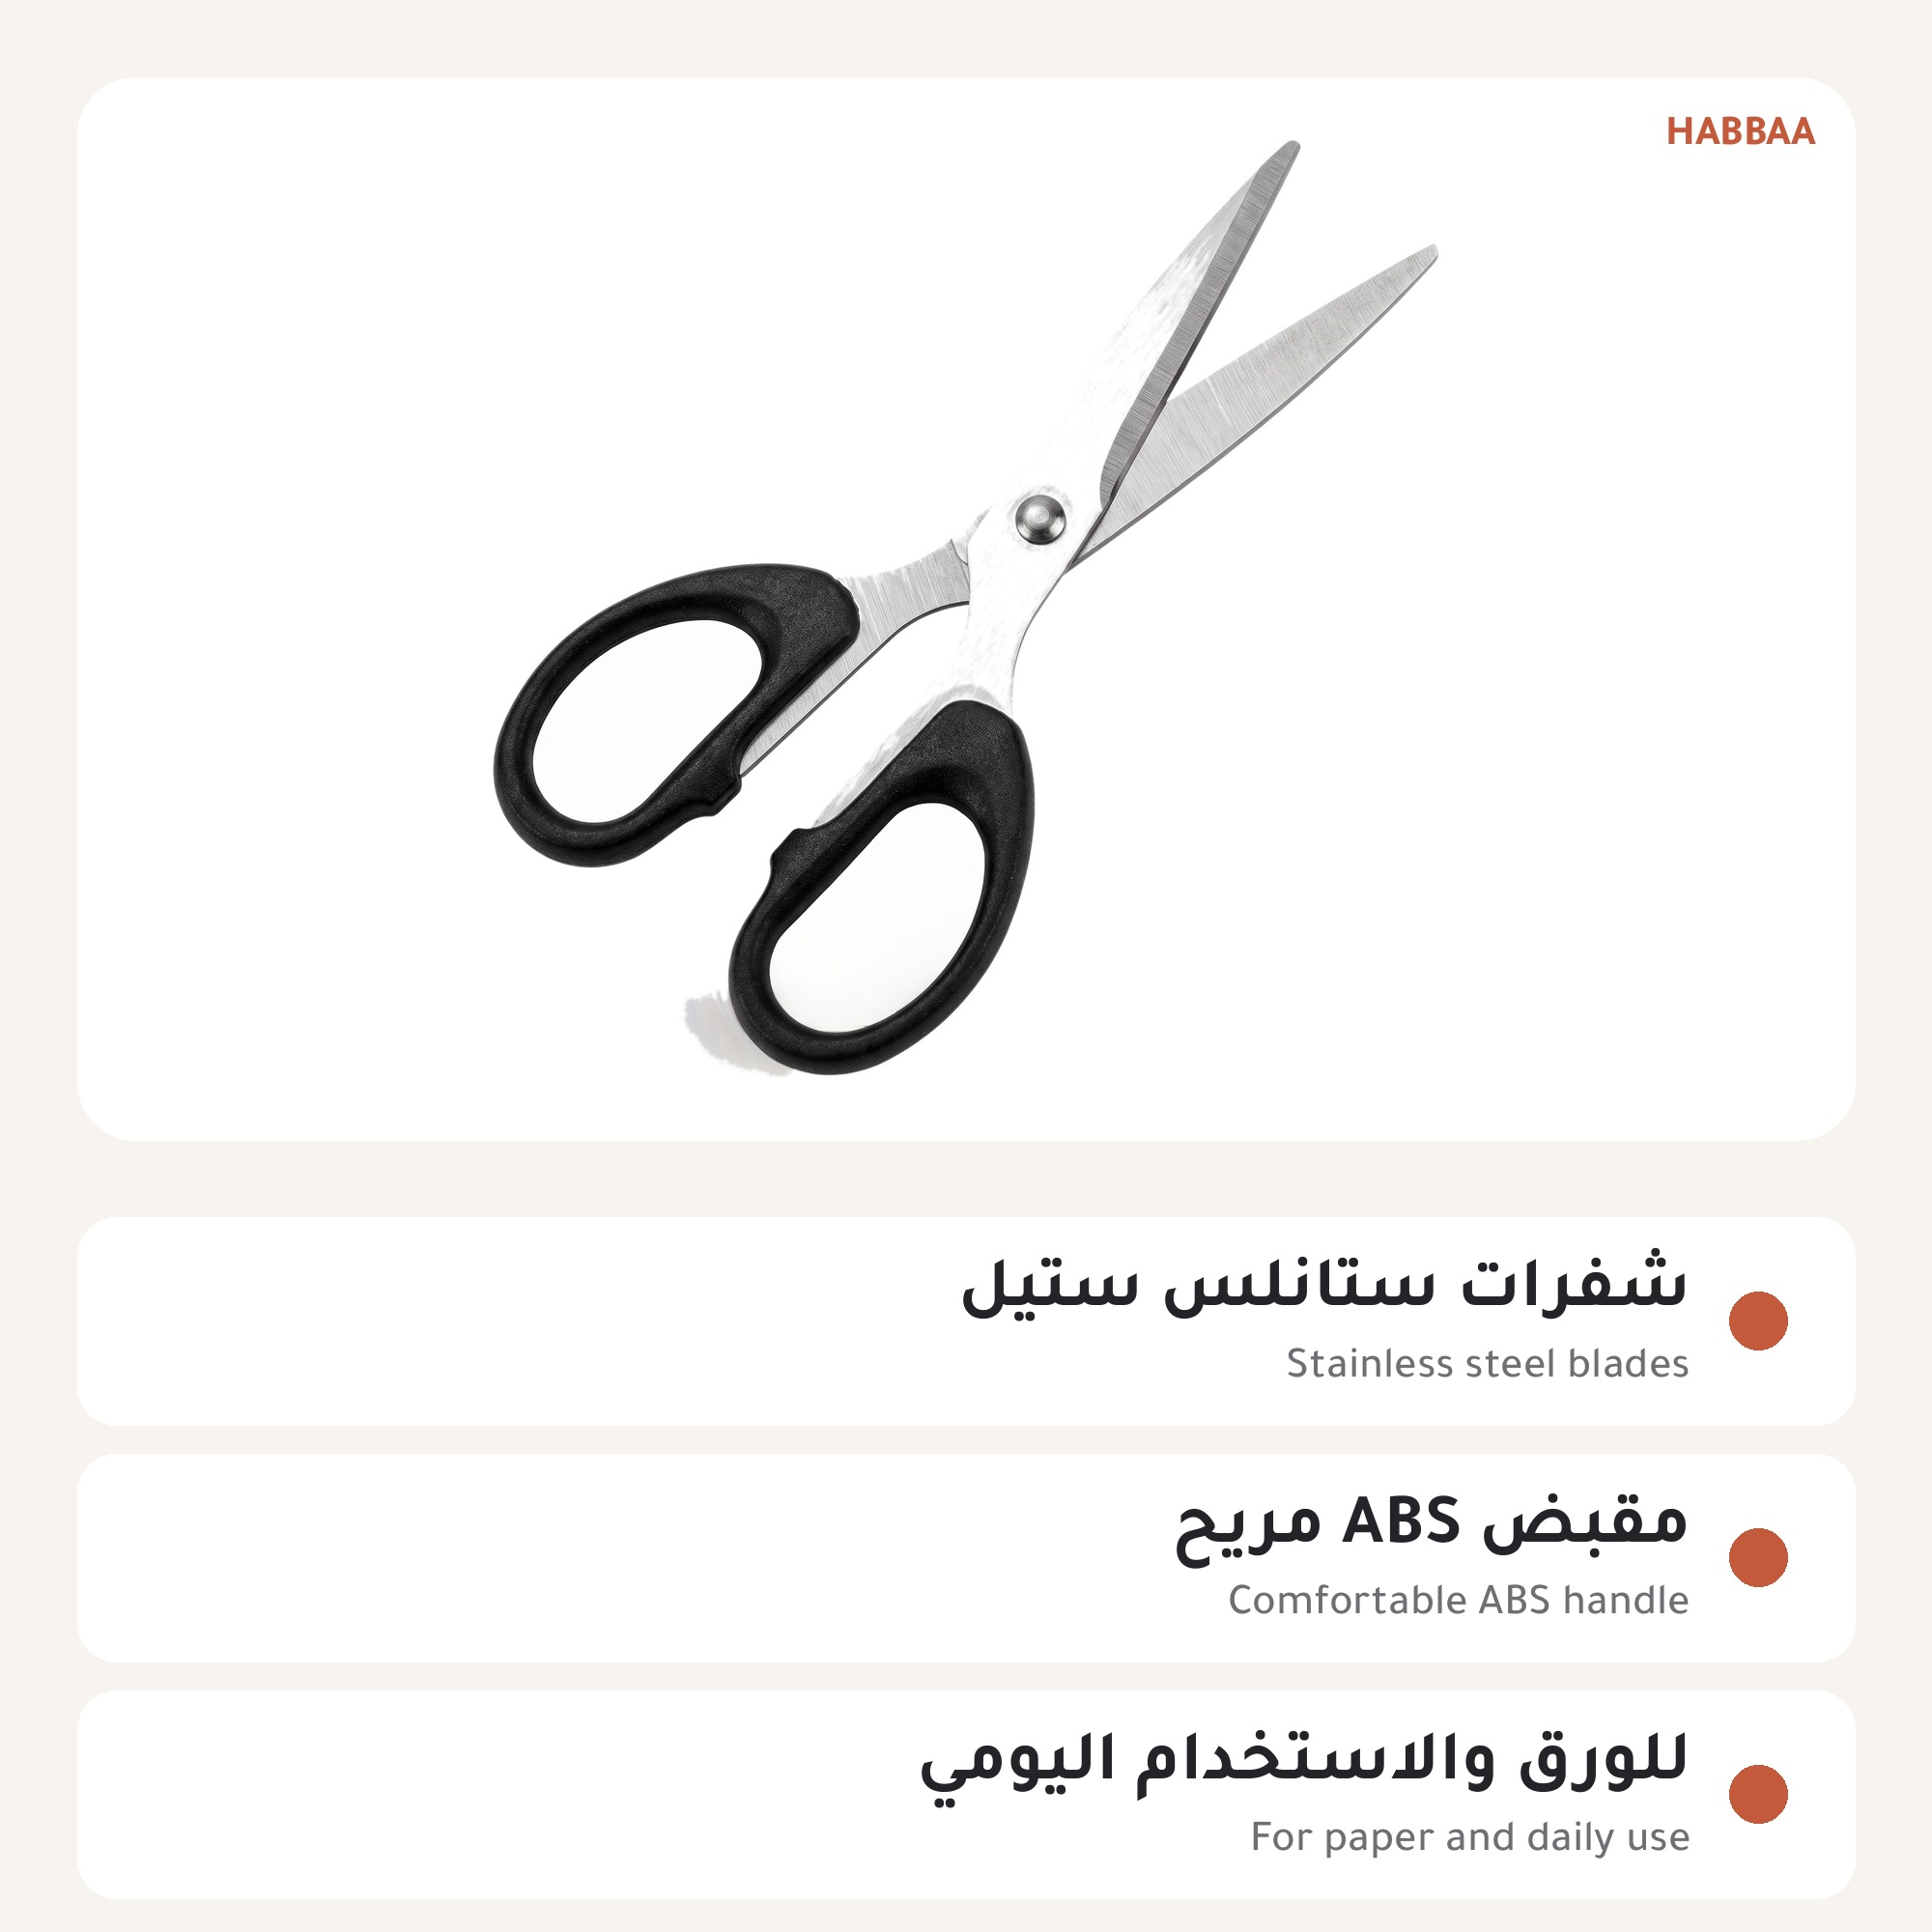 HABBAA
شفرات ستانلس ستيل
Stainless steel blades
مقبض ABS مريح
Comfortable ABS handle
للورق والاستخدام اليومي
For paper and daily use